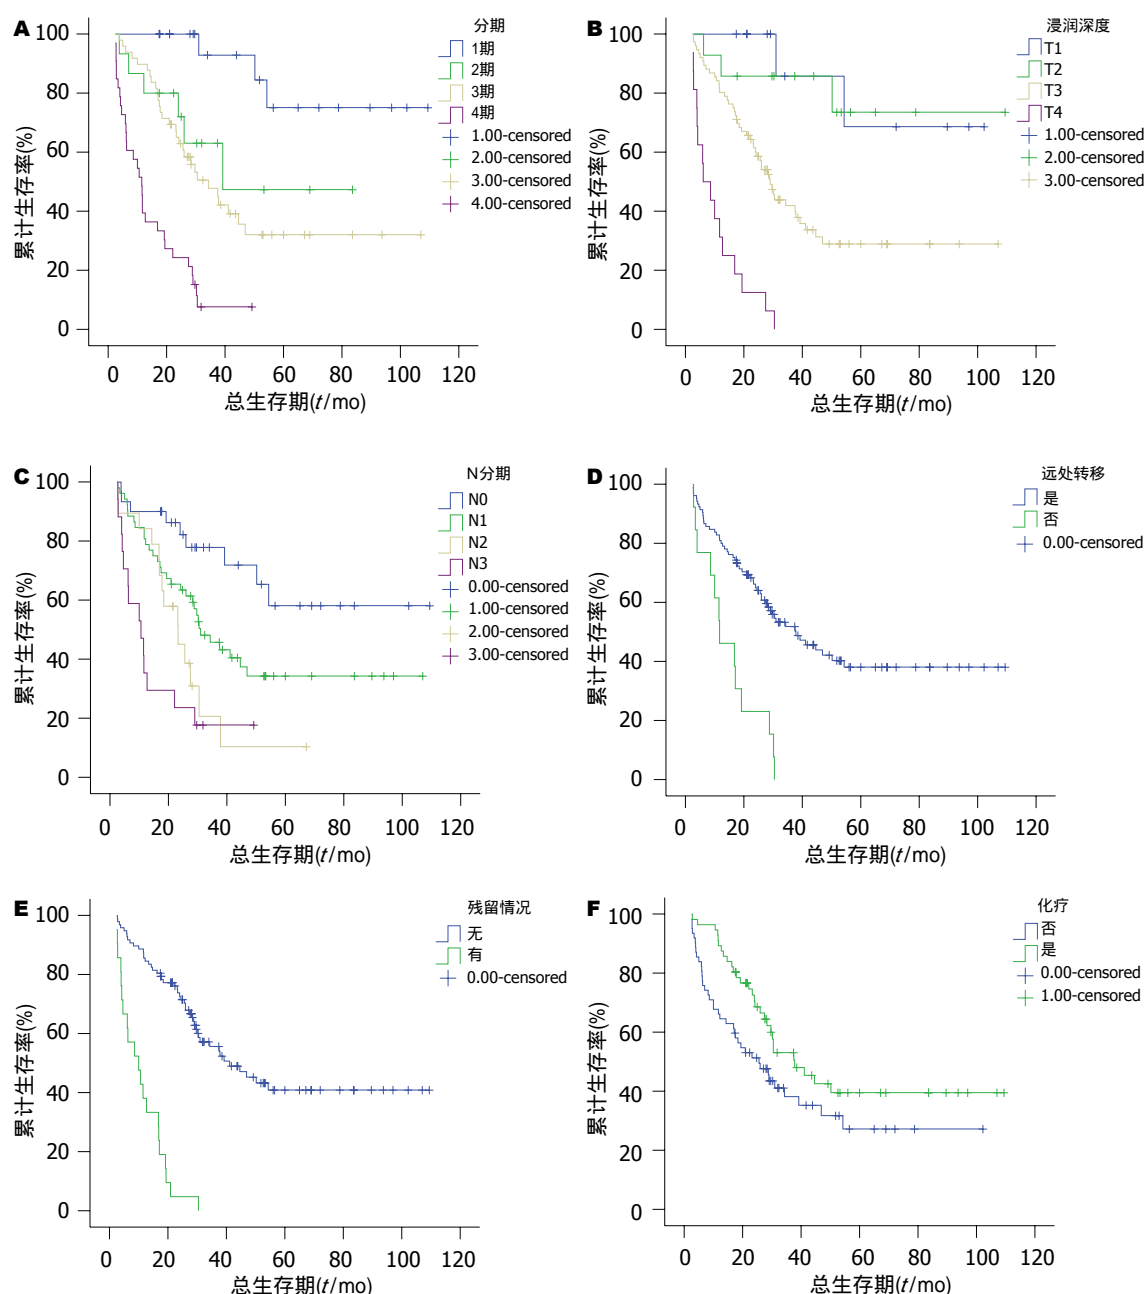 A
分期
1期
2期
3期
4期
1.00-censored
2.00-censored
3.00-censored
4.00-censored
100
80
60
40
20
0
累计生存率(%)
0 20 40 60 80 100 120
总生存期(t/mo)
B
浸润深度
T1
T2
T3
T4
1.00-censored
2.00-censored
3.00-censored
100
80
60
40
20
0
累计生存率(%)
0 20 40 60 80 100 120
总生存期(t/mo)
C
N分期
N0
N1
N2
N3
0.00-censored
1.00-censored
2.00-censored
3.00-censored
100
80
60
40
20
0
累计生存率(%)
0 20 40 60 80 100 120
总生存期(t/mo)
D
远处转移
是
否
0.00-censored
100
80
60
40
20
0
累计生存率(%)
0 20 40 60 80 100 120
总生存期(t/mo)
E
残留情况
无
有
0.00-censored
100
80
60
40
20
0
累计生存率(%)
0 20 40 60 80 100 120
总生存期(t/mo)
F
化疗
否
是
0.00-censored
1.00-censored
100
80
60
40
20
0
累计生存率(%)
0 20 40 60 80 100 120
总生存期(t/mo)